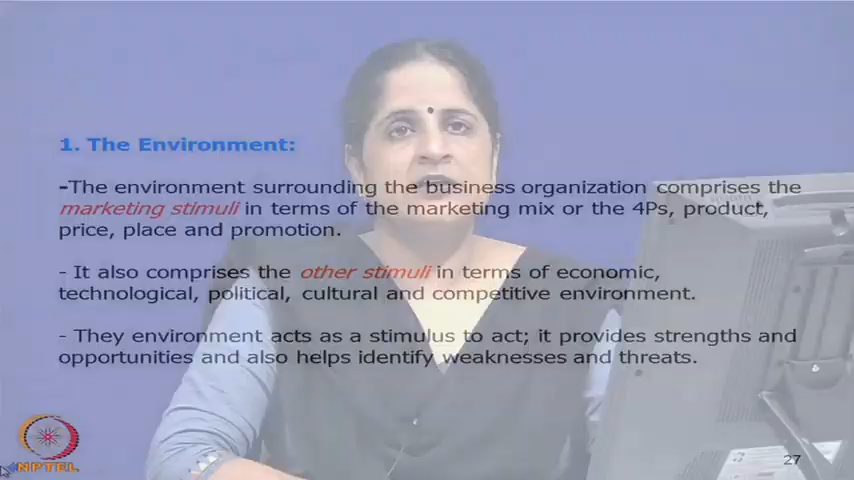 1. The Environment:
-The environment surrounding the business organization comprises the
marketing stimuli in terms of the marketing mix or the 4Ps, product,
price, place and promotion.
- It also comprises the other stimuli in terms of economic,
technological, political, cultural and competitive environment.
- They environment acts as a stimulus to act; it provides strengths and
opportunities and also helps identify weaknesses and threats.
NPTEL
27